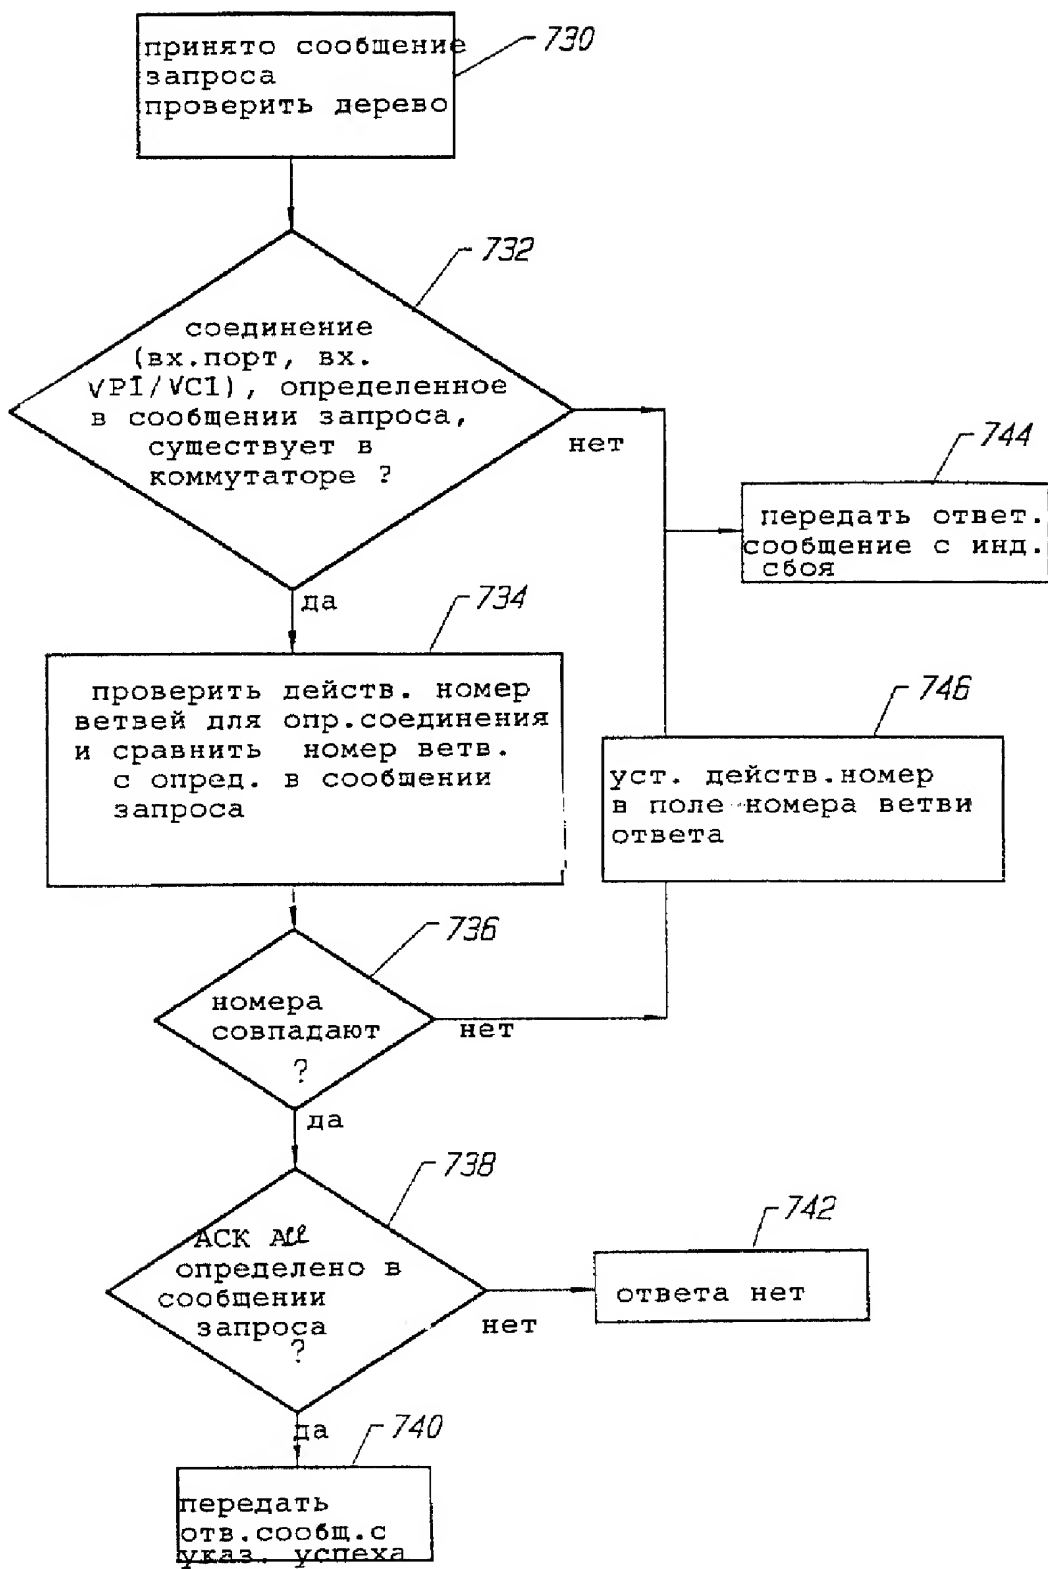 принято сообщение
запроса
проверить дерево
730
732
соединение
(вх.порт, вх.
VPI/VCI), определенное
в сообщении запроса,
существует в
коммутаторе ?
нет
744
передать ответ.
сообщение с инд.
сбоя
да
734
проверить действ. номер
ветвей для опр.соединения
и сравнить номер ветв.
с опред. в сообщении
запроса
746
уст. действ.номер
в поле номера ветви
ответа
736
номера
совпадают
?
нет
да
738
АСК All
определено в
сообщении
запроса
?
нет
742
ответа нет
да
740
передать
отв.сообщ.с
указ. успеха